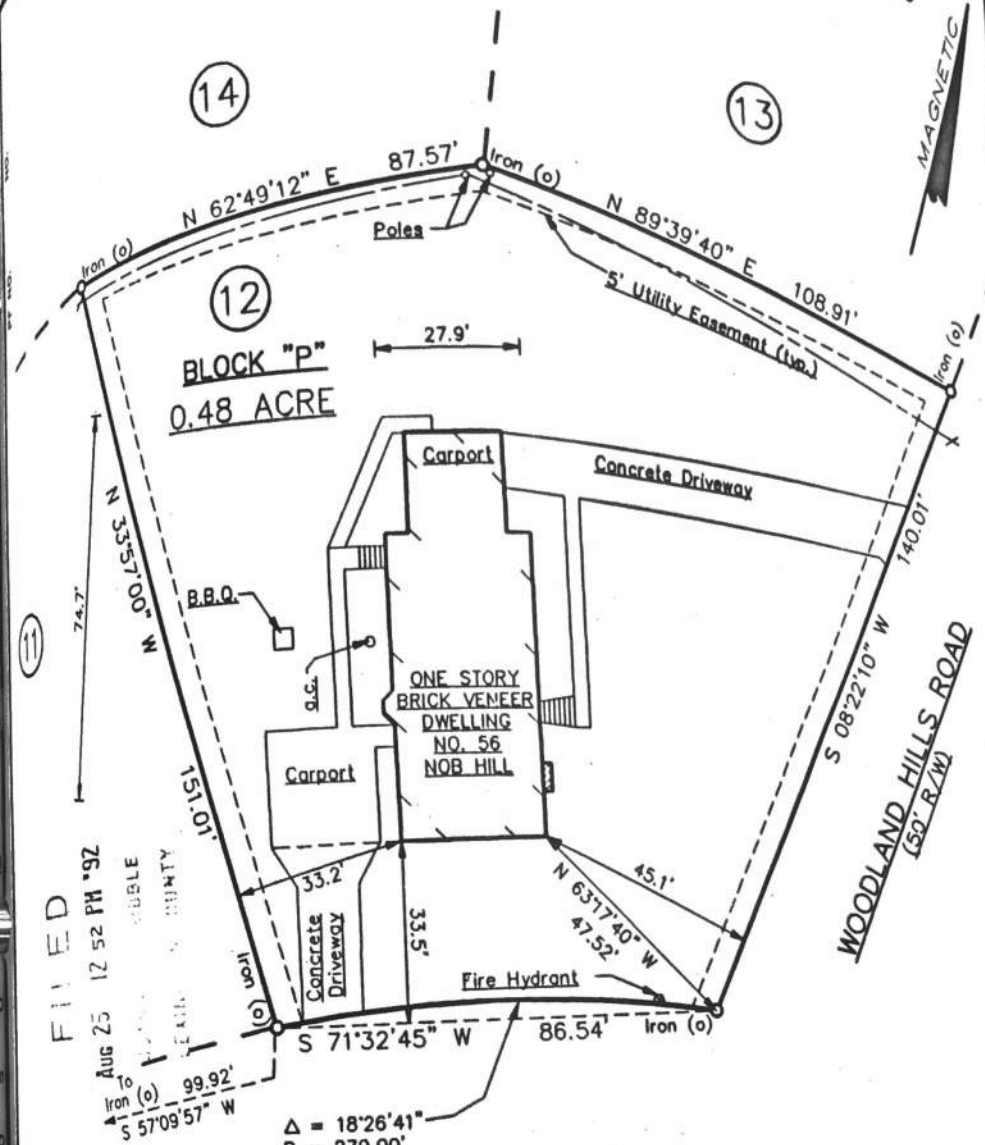 14
13
MAGNETIC
N 62°49'12" E
87.57'
Iron (o)
N 89°39'40" E
108.91'
Iron (o)
Poles
5' Utility Easement (typ.)
Iron (o)
12
BLOCK "P"
0.48 ACRE
27.9'
Carport
Concrete Driveway
140.01'
74.7'
N 33°57'00" W
151.01'
11
B.B.Q.
a.c.
ONE STORY
BRICK VENEER
DWELLING
NO. 56
NOB HILL
Carport
S 08°22'10" W
WOODLAND HILLS ROAD
(50' R/W)
33.2'
33.5'
45.1'
N 63°17'40" W
47.52'
Concrete
Driveway
Fire Hydrant
Iron (o)
S 71°32'45" W
86.54'
Iron (o)
FILED
AUG 25 12 52 PM '92
To
Iron (o)
99.92'
S 57°09'57" W
Δ = 18°26'41"